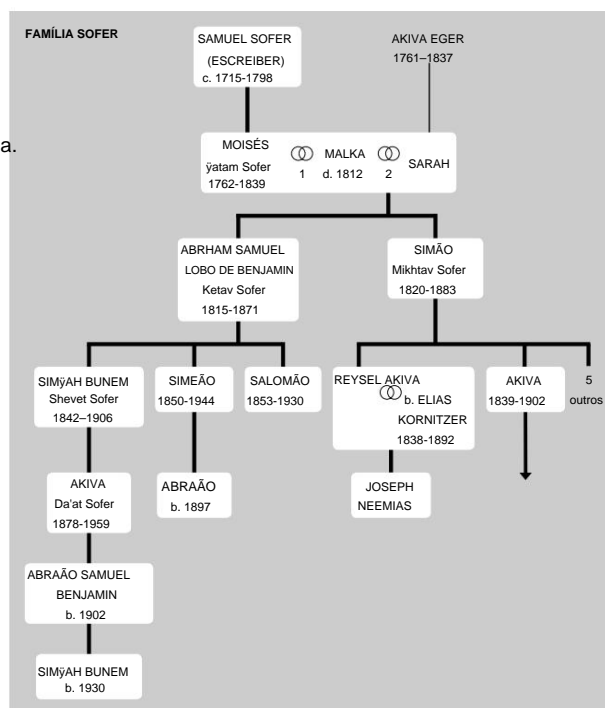 FAMÍLIA SOFER
SAMUEL SOFER
(ESCREIBER)
c. 1715-1798
AKIVA EGER
1761–1837
a.
MOISÉS
ÿatam Sofer
1762-1839
1
MALKA
d. 1812
2
SARAH
ABRHAM SAMUEL
LOBO DE BENJAMIN
Ketav Sofer
1815-1871
SIMÃO
Mikhtav Sofer
1820-1883
SIMÿAH BUNEM
Shevet Sofer
1842–1906
SIMEÃO
1850-1944
SALOMÃO
1853-1930
REYSEL AKIVA
b. ELIAS
KORNITZER
1838-1892
AKIVA
1839-1902
5
outros
AKIVA
Da'at Sofer
1878-1959
ABRAÃO
b. 1897
JOSEPH
NEEMIAS
ABRAÃO SAMUEL
BENJAMIN
b. 1902
SIMÿAH BUNEM
b. 1930